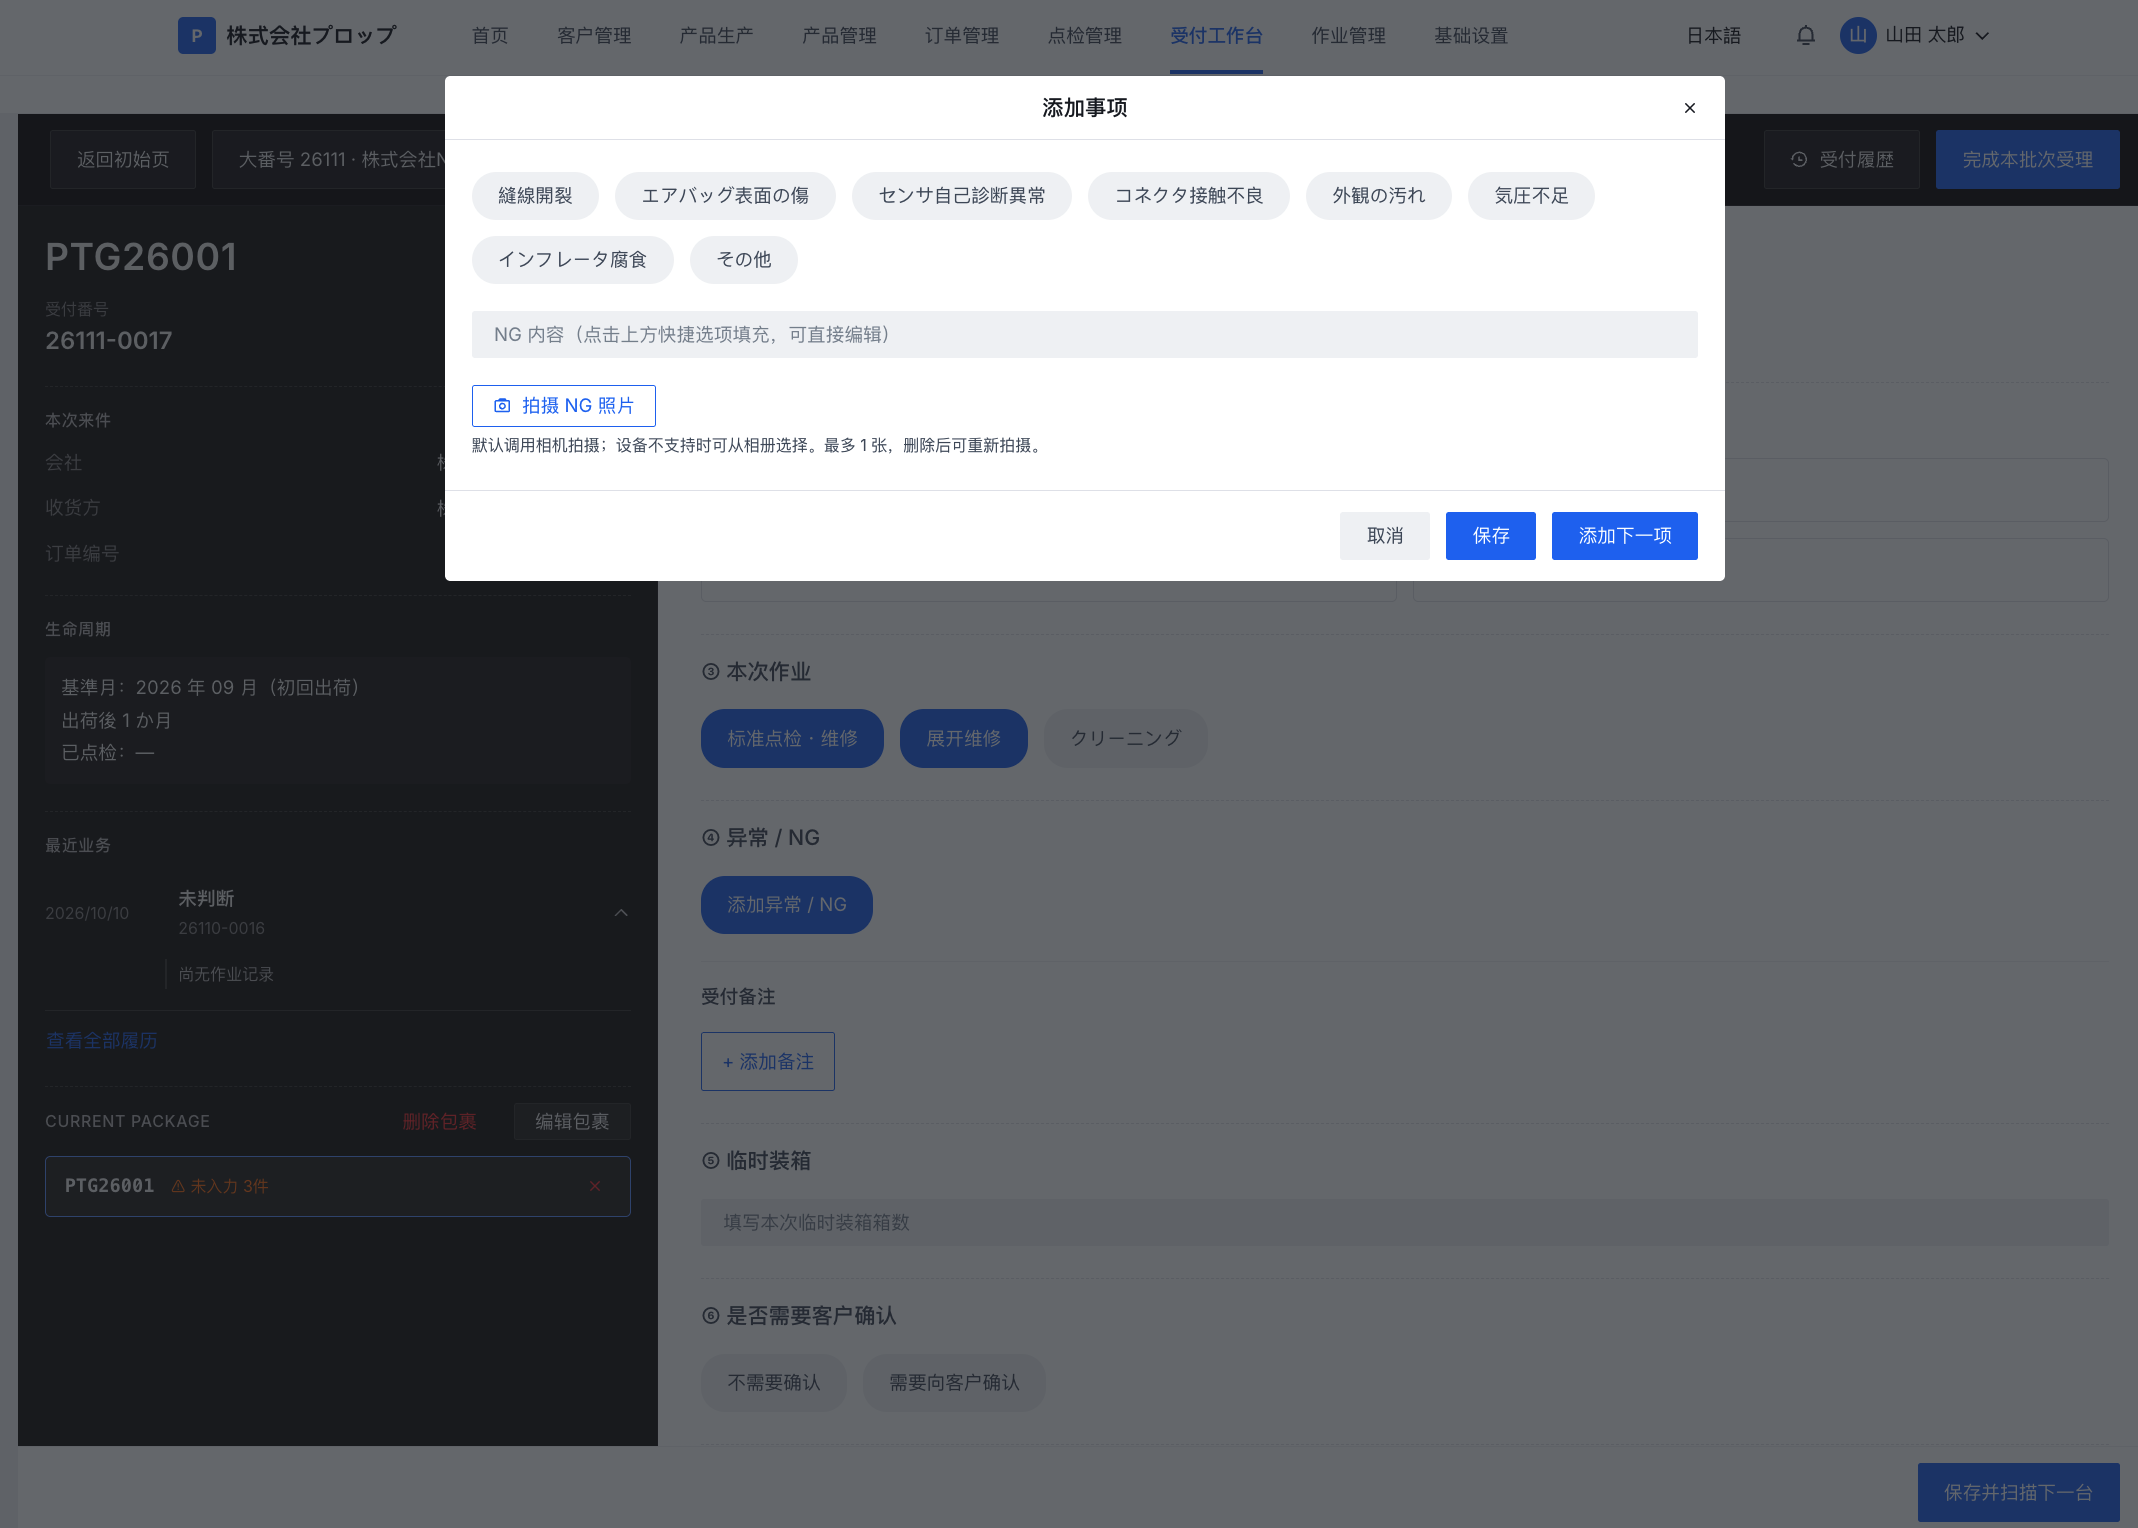 P 株式会社プロップ 首页 客户管理 产品生产 产品管理 订单管理 点检管理 受付工作台 作业管理 基础设置 日本語 山 山田 太郎
添加事项
返回初始页 大番号 26111 · 株式会社N 受付履歴 完成本批次受理
縫線開裂 エアバッグ表面の傷 センサ自己診断異常 コネクタ接触不良 外観の汚れ 気圧不足
インフレータ腐食 その他
NG 内容（点击上方快捷选项填充，可直接编辑）
拍摄 NG 照片
默认调用相机拍摄；设备不支持时可从相册选择。最多 1 张，删除后可重新拍摄。
取消 保存 添加下一项
PTG26001
受付番号
26111-0017
本次来件
会社
收货方
订单编号
生命周期
基準月：2026 年 09 月（初回出荷）
出荷後 1 か月
已点检：—
最近业务
2026/10/10 未判断
26110-0016
尚无作业记录
查看全部履历
CURRENT PACKAGE 删除包裹 编辑包裹
PTG26001 未入力 3件
③ 本次作业
标准点检 · 维修 展开维修 クリーニング
④ 异常 / NG
添加异常 / NG
受付备注
+ 添加备注
⑤ 临时装箱
填写本次临时装箱箱数
⑥ 是否需要客户确认
不需要确认 需要向客户确认
保存并扫描下一台